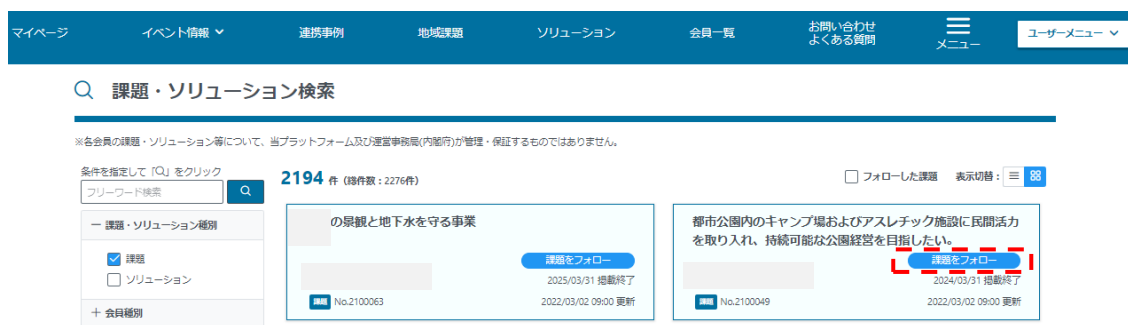 マイページ
イベント情報
連携事例
地域課題
ソリューション
会員一覧
お問い合わせ
よくある質問
メニュー
ユーザーメニュー
課題・ソリューション検索
※各会員の課題・ソリューション等について、当プラットフォーム及び運営事務局(内閣府)が管理・保証するものではありません。
条件を指定して「Q」をクリック
フリーワード検索
2194 件（総件数：2276件）
フォローした課題 表示切替：
ー 課題・ソリューション種別
課題
ソリューション
＋ 会員種別
の景観と地下水を守る事業
課題をフォロー
2025/03/31 掲載終了
課題 No.2100063
2022/03/02 09:00 更新
都市公園内のキャンプ場およびアスレチック施設に民間活力
を取り入れ、持続可能な公園経営を目指したい。
課題をフォロー
2024/03/31 掲載終了
課題 No.2100049
2022/03/02 09:00 更新